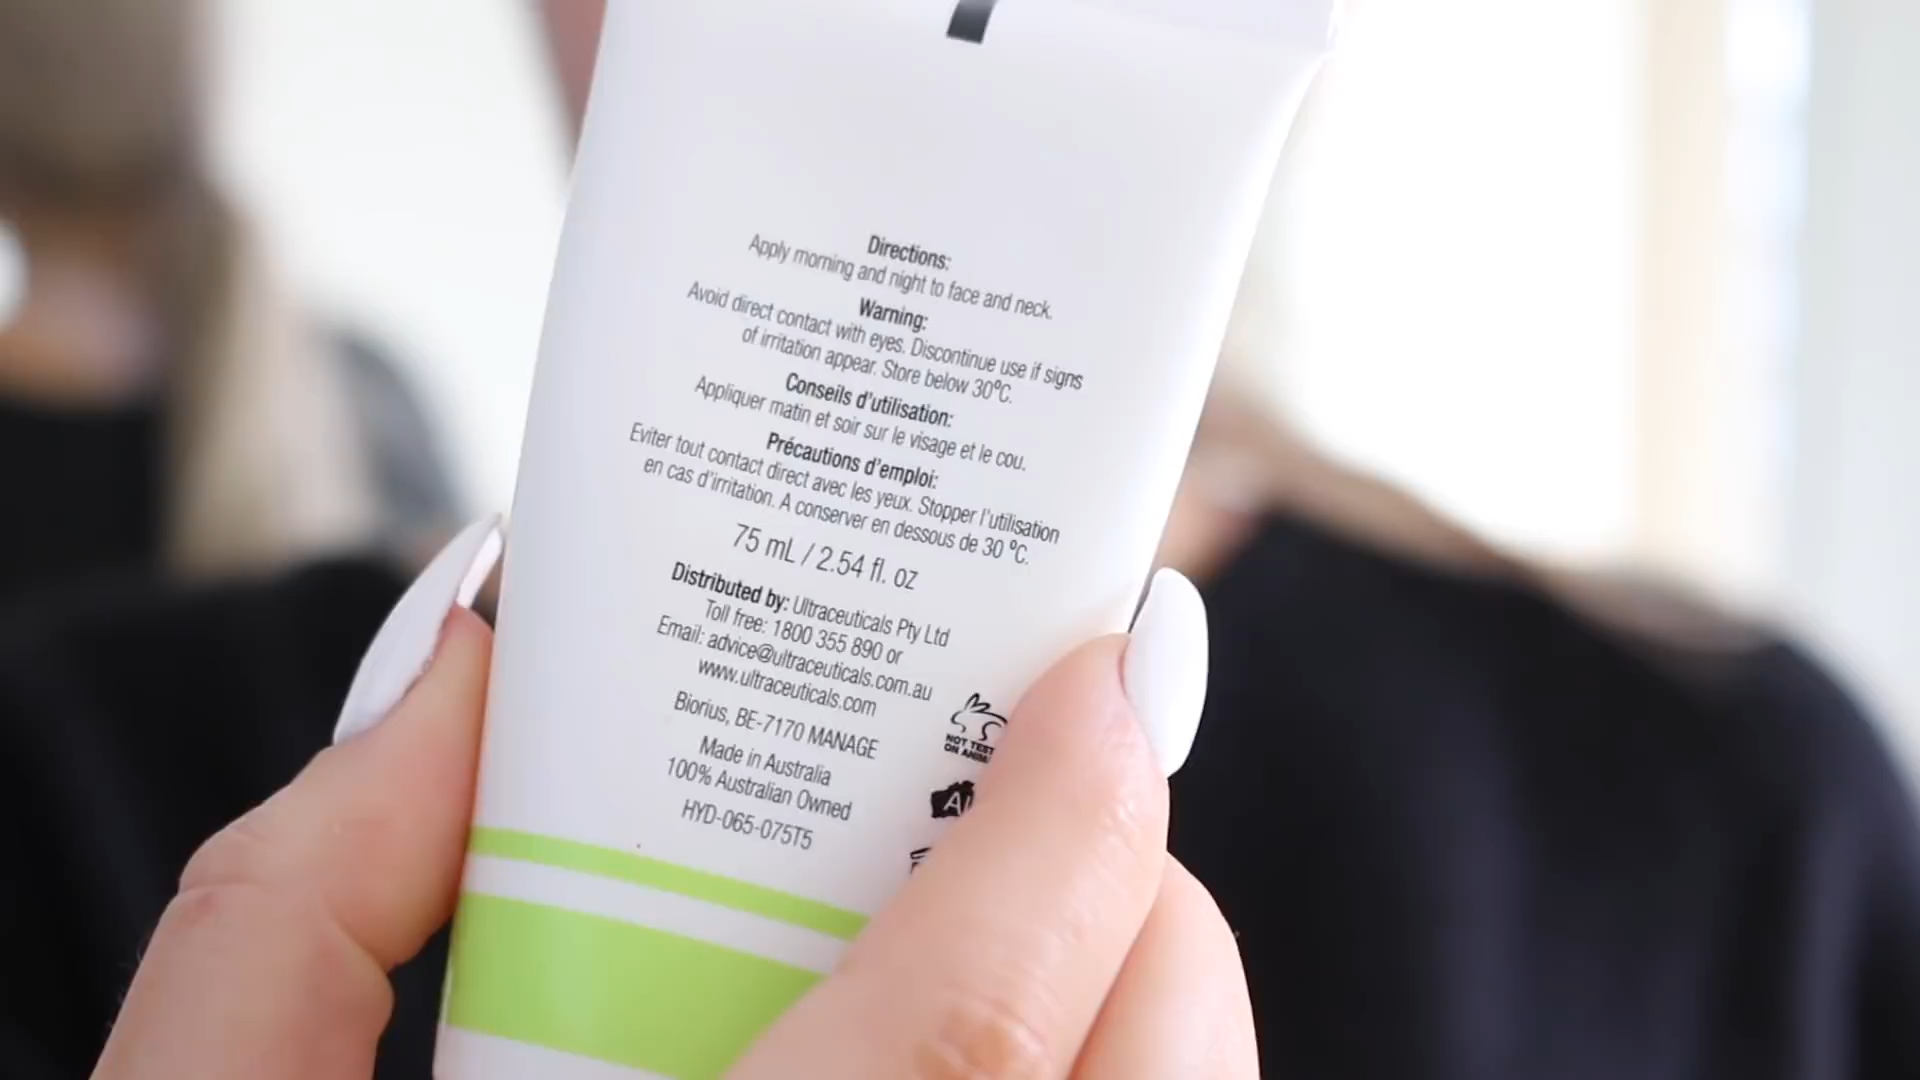 Directions:
Apply morning and night to face and neck.
Warning:
Avoid direct contact with eyes. Discontinue use if signs
of irritation appear. Store below 30ºC.
Conseils d'utilisation:
Appliquer matin et soir sur le visage et le cou.
Précautions d'emploi:
Eviter tout contact direct avec les yeux. Stopper l'utilisation
en cas d'irritation. A conserver en dessous de 30 ºC.
75 mL / 2.54 fl. oz
Distributed by: Ultraceuticals Pty Ltd
Toll free: 1800 355 890 or
Email: advice@ultraceuticals.com.au
www.ultraceuticals.com
Biorius, BE-7170 MANAGE
Made in Australia
100% Australian Owned
HYD-065-075T5
NOT TEST
ON